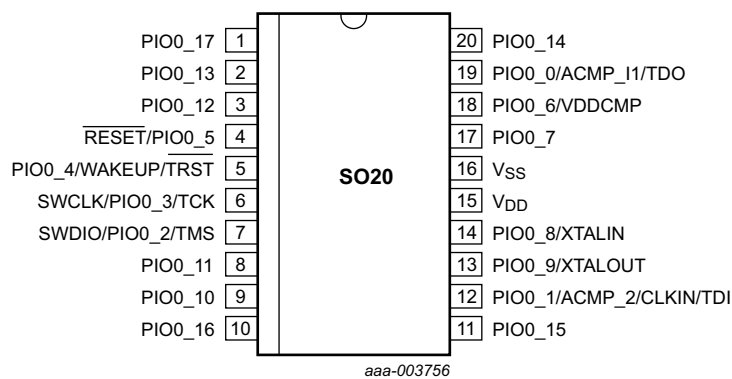 PIO0_17 1
PIO0_13 2
PIO0_12 3
RESET/PIO0_5 4
PIO0_4/WAKEUP/TRST 5
SWCLK/PIO0_3/TCK 6
SWDIO/PIO0_2/TMS 7
PIO0_11 8
PIO0_10 9
PIO0_16 10
SO20
20 PIO0_14
19 PIO0_0/ACMP_I1/TDO
18 PIO0_6/VDDCMP
17 PIO0_7
16 VSS
15 VDD
14 PIO0_8/XTALIN
13 PIO0_9/XTALOUT
12 PIO0_1/ACMP_2/CLKIN/TDI
11 PIO0_15
aaa-003756